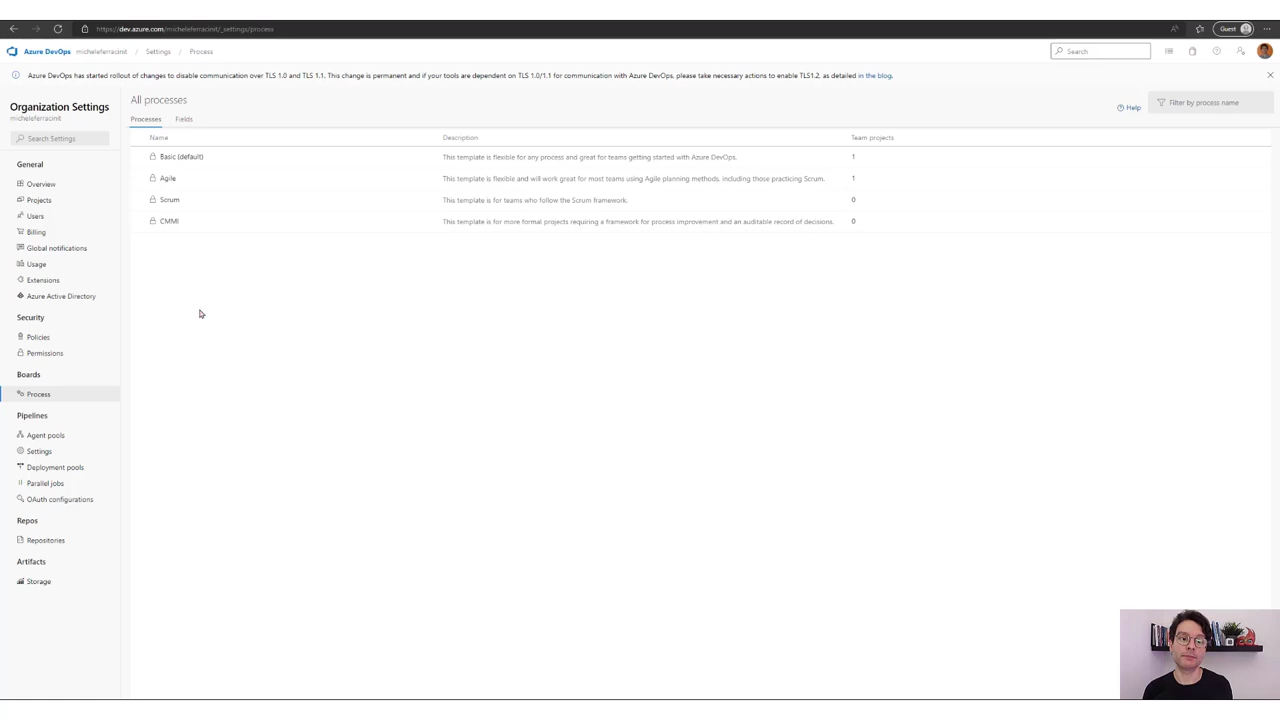 https://dev.azure.com/micheleferracinit/_settings/process
Guest
Azure DevOps micheleferracinit / Settings / Process
Search
Azure DevOps has started rollout of changes to disable communication over TLS 1.0 and TLS 1.1. This change is permanent and if your tools are dependent on TLS 1.0/1.1 for communication with Azure DevOps, please take necessary actions to enable TLS1.2, as detailed in the blog.
Organization Settings
micheleferracinit
Search Settings
General
Overview
Projects
Users
Billing
Global notifications
Usage
Extensions
Azure Active Directory
Security
Policies
Permissions
Boards
Process
Pipelines
Agent pools
Settings
Deployment pools
Parallel jobs
OAuth configurations
Repos
Repositories
Artifacts
Storage
All processes
Help
Filter by process name
Processes Fields
Name Description Team projects
Basic (default) This template is flexible for any process and great for teams getting started with Azure DevOps. 1
Agile This template is flexible and will work great for most teams using Agile planning methods, including those practicing Scrum. 1
Scrum This template is for teams who follow the Scrum framework. 0
CMMI This template is for more formal projects requiring a framework for process improvement and an auditable record of decisions. 0